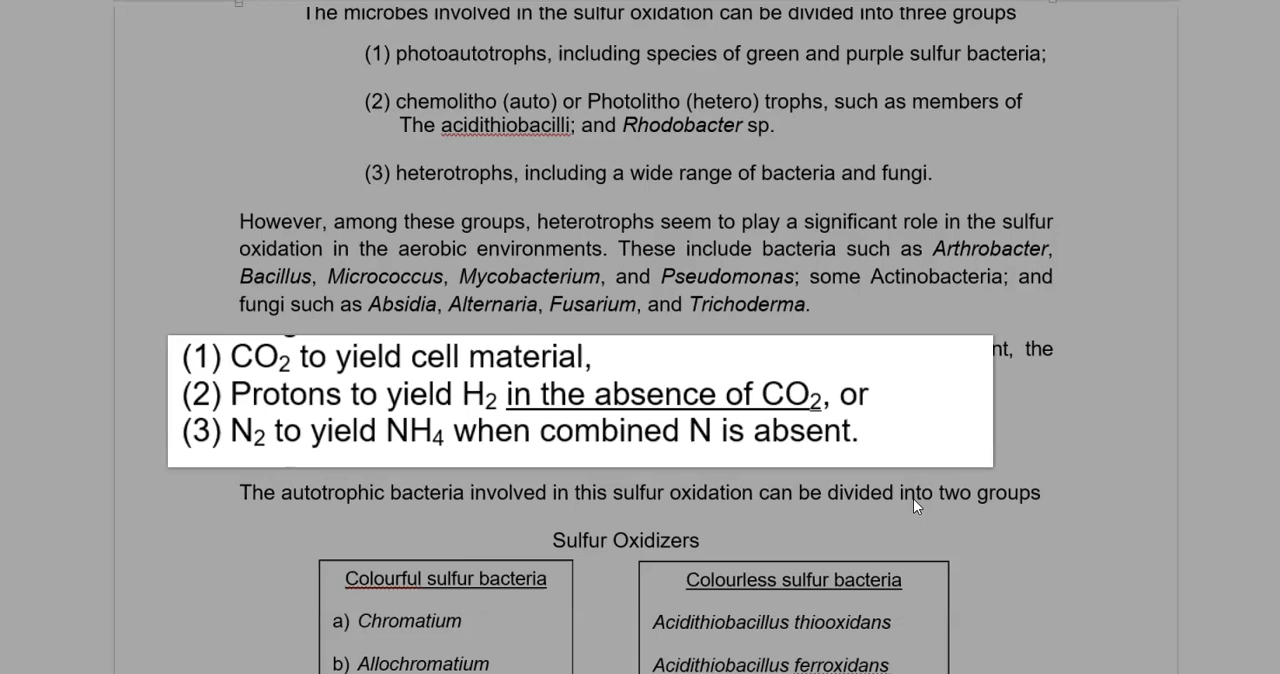 The microbes involved in the sulfur oxidation can be divided into three groups
(1) photoautotrophs, including species of green and purple sulfur bacteria;
(2) chemolitho (auto) or Photolitho (hetero) trophs, such as members of
The acidithiobacilli; and Rhodobacter sp.
(3) heterotrophs, including a wide range of bacteria and fungi.
However, among these groups, heterotrophs seem to play a significant role in the sulfur
oxidation in the aerobic environments. These include bacteria such as Arthrobacter,
Bacillus, Micrococcus, Mycobacterium, and Pseudomonas; some Actinobacteria; and
fungi such as Absidia, Alternaria, Fusarium, and Trichoderma.
the
(1) CO₂ to yield cell material,
(2) Protons to yield H₂ in the absence of CO₂, or
(3) N₂ to yield NH₄ when combined N is absent.
The autotrophic bacteria involved in this sulfur oxidation can be divided into two groups
Sulfur Oxidizers
Colourful sulfur bacteria
a) Chromatium
b) Allochromatium
Colourless sulfur bacteria
Acidithiobacillus thiooxidans
Acidithiobacillus ferroxidans